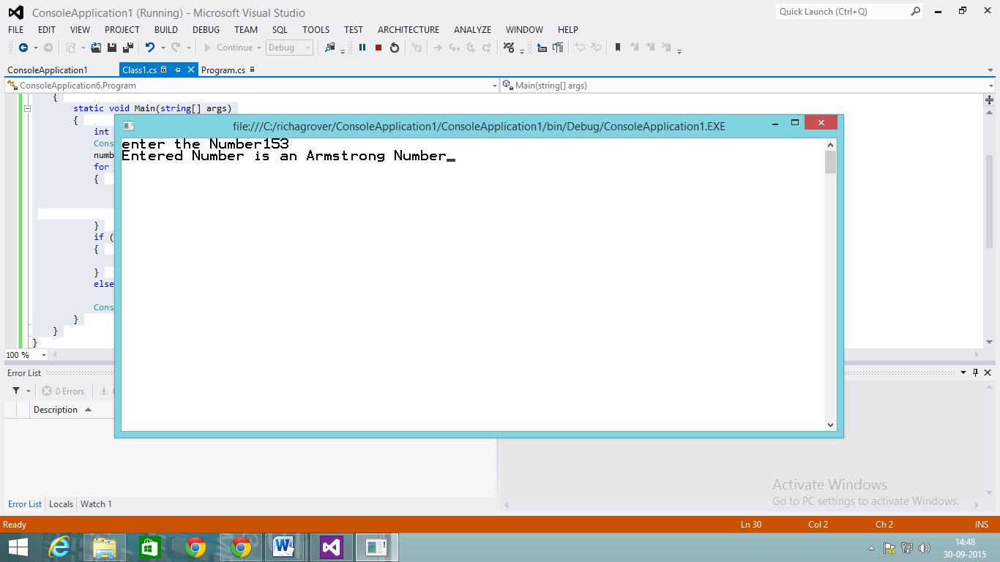 ConsoleApplication1 (Running) - Microsoft Visual Studio
Quick Launch (Ctrl+Q)
FILE EDIT VIEW PROJECT BUILD DEBUG TEAM SQL TOOLS TEST ARCHITECTURE ANALYZE WINDOW HELP
Continue Debug
ConsoleApplication1 Class1.cs Program.cs
ConsoleApplication6.Program Main(string[] args)
{
static void Main(string[] args)
{
file:///C:/richagrover/ConsoleApplication1/ConsoleApplication1/bin/Debug/ConsoleApplication1.EXE
int
Cons
enter the Number153
numb
Entered Number is an Armstrong Number_
for
{
}
if (
{
}
else
Cons
}
}
}
100 %
Error List
0 Errors
Description
Activate Windows
Go to PC settings to activate Windows.
Error List Locals Watch 1
Ready Ln 30 Col 2 Ch 2 INS
14:48
30-09-2015